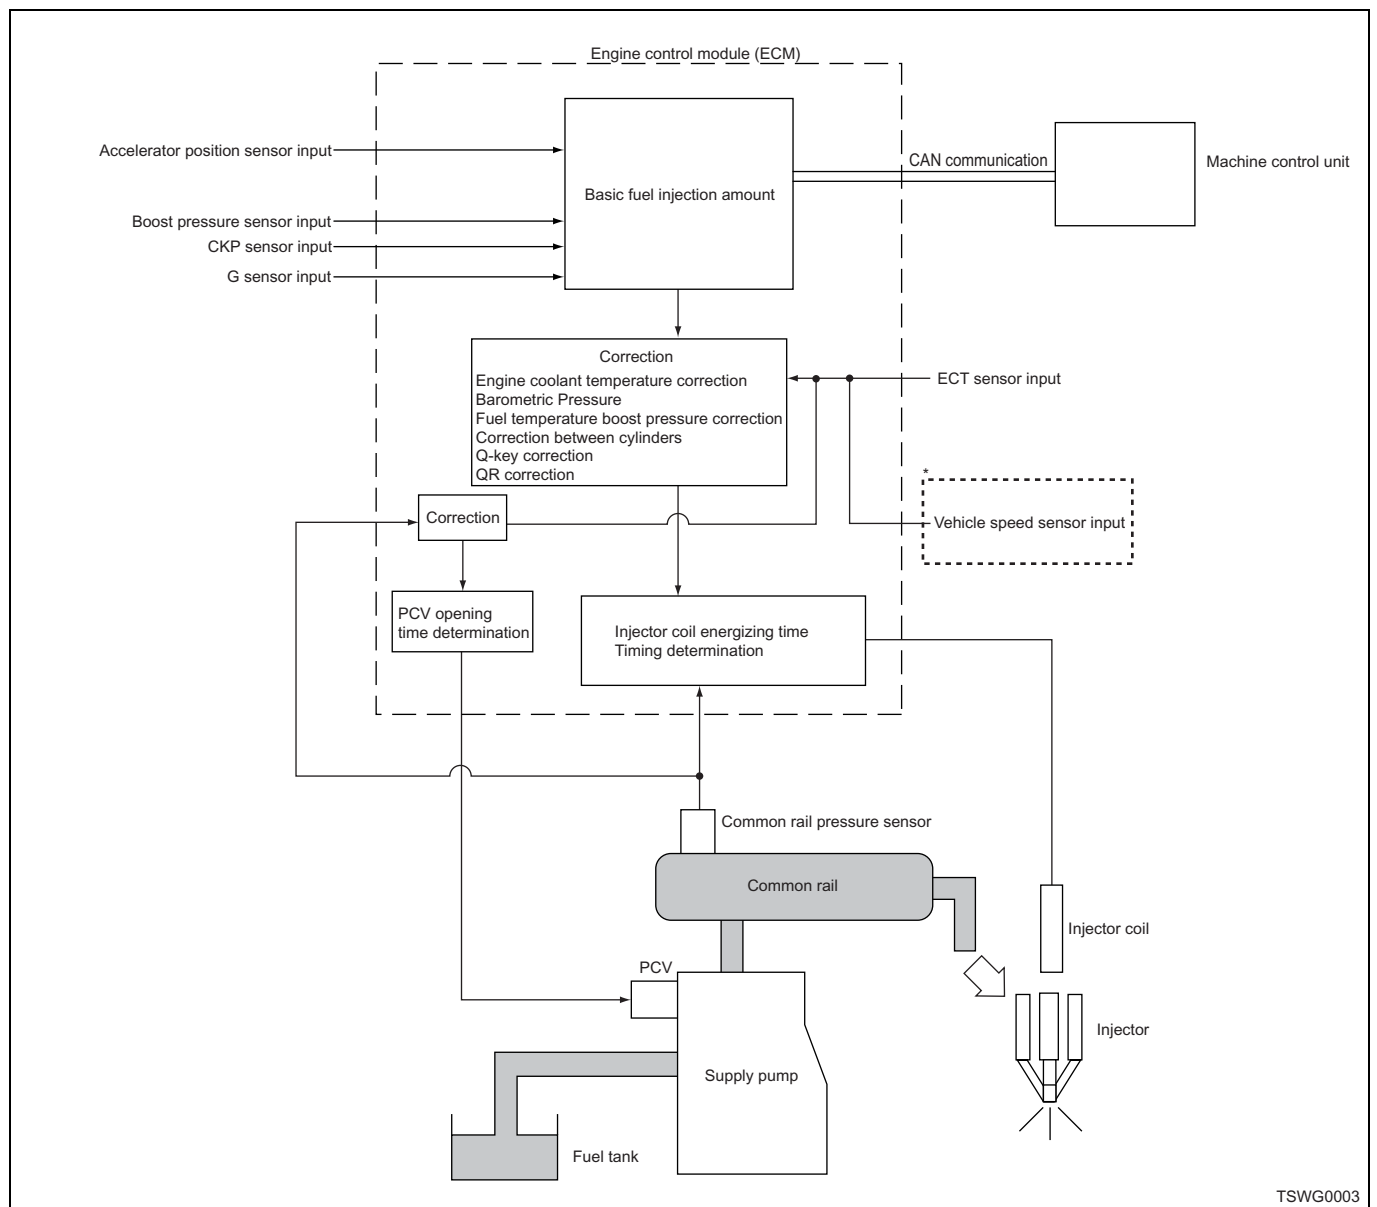 Engine control module (ECM)
Accelerator position sensor input
CAN communication
Machine control unit
Basic fuel injection amount
Boost pressure sensor input
CKP sensor input
G sensor input
Correction
Engine coolant temperature correction
Barometric Pressure
Fuel temperature boost pressure correction
Correction between cylinders
Q-key correction
QR correction
ECT sensor input
*
Vehicle speed sensor input
Correction
PCV opening
time determination
Injector coil energizing time
Timing determination
Common rail pressure sensor
Common rail
Injector coil
PCV
Injector
Supply pump
Fuel tank
TSWG0003